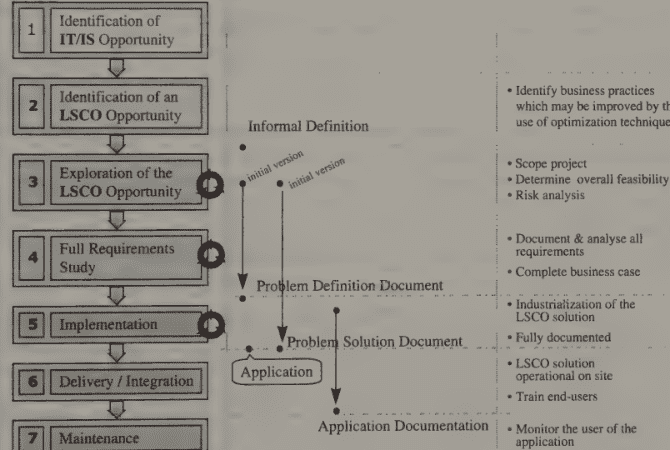 1
Identification of
IT/IS Opportunity
2
Identification of an
LSCO Opportunity
Informal Definition
• Identify business practices
which may be improved by th
use of optimization technique
3
Exploration of the
LSCO Opportunity
initial version
initial version
• Scope project
• Determine overall feasibility
• Risk analysis
4
Full Requirements
Study
• Document & analyse all
requirements
• Complete business case
Problem Definition Document
5
Implementation
• Industrialization of the
LSCO solution
• Fully documented
Problem Solution Document
Application
6
Delivery / Integration
• LSCO solution
operational on site
• Train end-users
Application Documentation
7
Maintenance
• Monitor the user of the
application